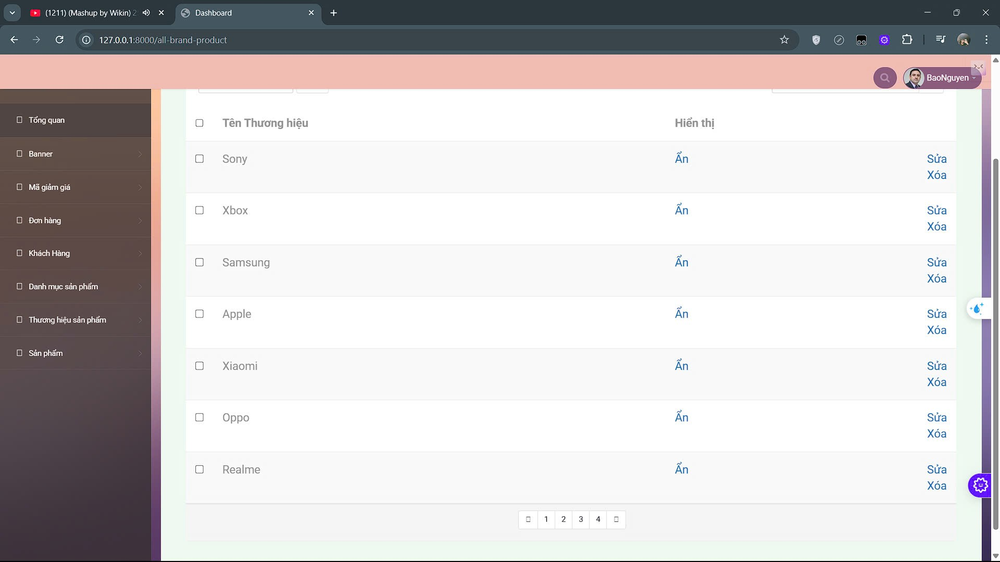 (1211) (Mashup by Wikin) 2
Dashboard
127.0.0.1:8000/all-brand-product
BaoNguyen
Tổng quan
Banner
Mã giảm giá
Đơn hàng
Khách Hàng
Danh mục sản phẩm
Thương hiệu sản phẩm
Sản phẩm
Tên Thương hiệu Hiển thị
Sony Ẩn Sửa
Xóa
Xbox Ẩn Sửa
Xóa
Samsung Ẩn Sửa
Xóa
Apple Ẩn Sửa
Xóa
Xiaomi Ẩn Sửa
Xóa
Oppo Ẩn Sửa
Xóa
Realme Ẩn Sửa
Xóa
1 2 3 4